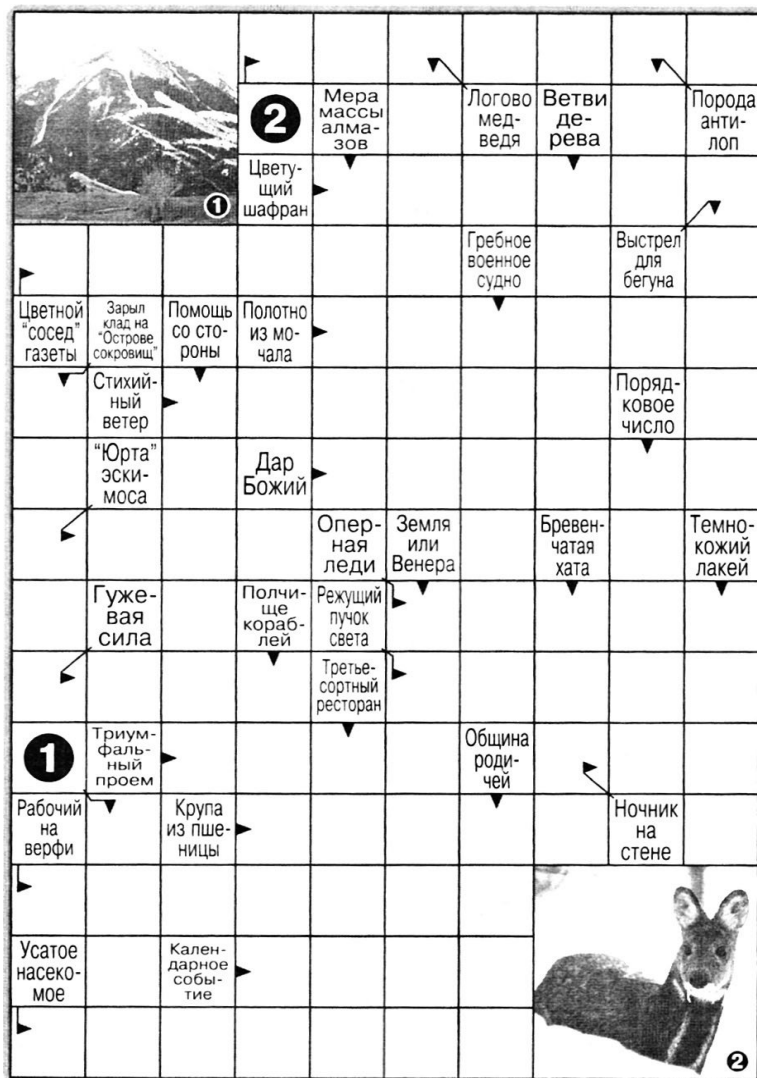 2
Мера
массы
алма-
зов
Логово
мед-
ведя
Ветви
де-
рева
Порода
анти-
лоп
1
Цвету-
щий
шафран
Гребное
военное
судно
Выстрел
для
бегуна
Цветной
"сосед"
газеты
Зарыл
клад на
"Острове
сокровищ"
Помощь
со сто-
роны
Полотно
из мо-
чала
Стихий-
ный
ветер
Поряд-
ковое
число
"Юрта"
эски-
моса
Дар
Божий
Опер-
ная
леди
Земля
или
Венера
Бревен-
чатая
хата
Темно-
кожий
лакей
Гуже-
вая
сила
Полчи-
ще
кораб-
лей
Режущий
пучок
света
Третье-
сортный
ресторан
1
Триум-
фаль-
ный
проем
Община
роди-
чей
Рабочий
на
верфи
Крупа
из пше-
ницы
Ночник
на
стене
Усатое
насеко-
мое
Кален-
дарное
собы-
тие
2